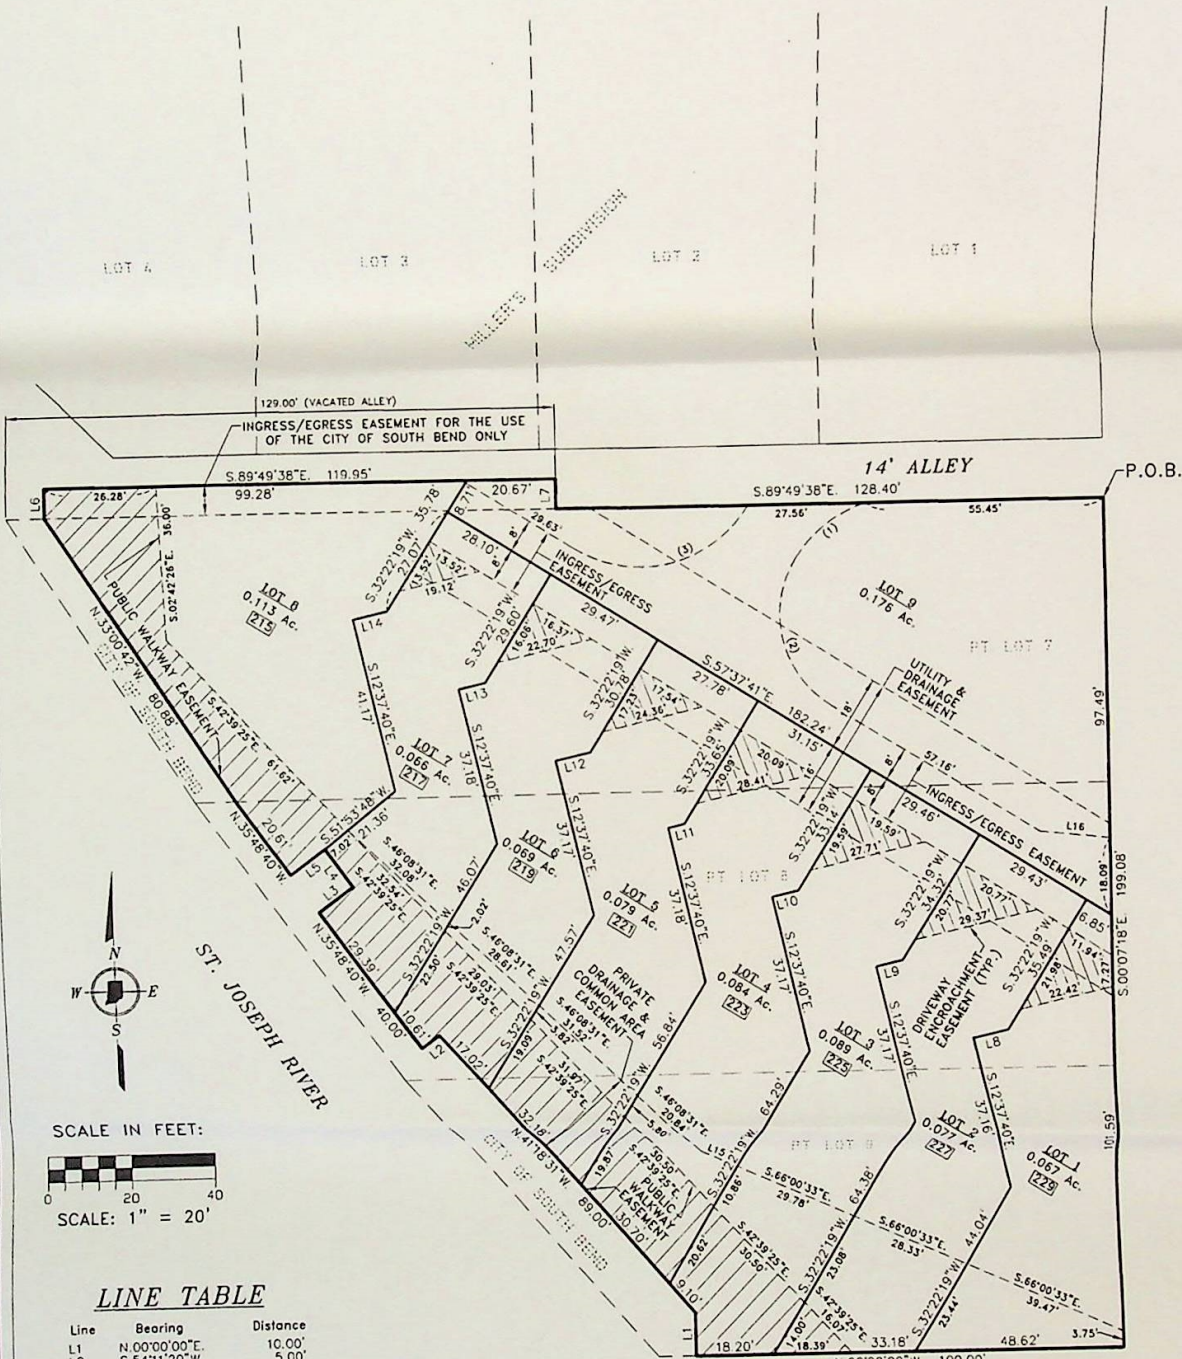 LOT 4
LOT 3
MILLER'S SUBDIVISION
LOT 2
LOT 1
129.00' (VACATED ALLEY)
INGRESS/EGRESS EASEMENT FOR THE USE
OF THE CITY OF SOUTH BEND ONLY
14' ALLEY
P.O.B.
S.89°49'38"E. 119.95'
S.89°49'38"E. 128.40'
L6
26.28'
99.28'
20.67'
L7
27.56'
55.45'
36.00'
S.02°42'26"E.
S.32°22'19"W. 35.78'
27.07'
8.71'
28.10'
8'
8'
29.63'
(3)
(1)
(2)
INGRESS/EGRESS
EASEMENT
29.47'
13.52'
13.52'
19.12'
LOT 8
0.113 Ac.
215
LOT 9
0.176 Ac.
PT LOT 7
PUBLIC WALKWAY EASEMENT
N.33°00'42"W. 80.88'
CITY OF SOUTH BEND
S.42°39'25"E. 61.62'
L14
S.12°37'40"E.
41.17'
S.32°22'19"W.
29.60'
16.06'
16.37'
22.70'
S.57°37'41"E. 182.24'
27.78'
31.15'
UTILITY &
DRAINAGE
EASEMENT
97.49'
L13
S.12°37'40"E.
37.18'
S.32°22'19"W.
30.78'
17.23'
17.54'
24.36'
18'
16'
8'
8'
57.16'
LOT 7
0.066 Ac.
217
L12
S.12°37'40"E.
37.17'
S.32°22'19"W
33.65'
20.09'
20.09'
28.41'
INGRESS/EGRESS EASEMENT
29.46'
29.43'
L16
18.09'
S.00°07'18"E. 199.08'
S.51°53'48"W.
21.36'
7.02'
20.61'
N.35°48'40"W.
L5
L4
L3
LOT 6
0.069 Ac.
219
L11
S.12°37'40"E.
37.18'
S.32°22'19"W
33.14'
19.59'
19.59'
27.71'
PT LOT 8
S.46°08'31"E.
32.08'
32.54'
S.42°39'25"E.
46.07'
S.32°22'19"W.
22.50'
2.02'
LOT 5
0.079 Ac.
221
L10
S.12°37'40"E.
37.17'
S.32°22'19"W
34.32'
20.77'
20.77'
29.37'
6.85'
N.35°48'40"W.
29.39'
40.00'
10.61'
L2
S.46°08'31"E.
28.61'
29.03'
S.42°39'25"E.
47.57'
S.32°22'19"W.
19.09'
PRIVATE
DRAINAGE &
COMMON AREA
EASEMENT
LOT 4
0.084 Ac.
223
L9
S.12°37'40"E
37.17'
DRIVEWAY
ENCROACHMENT
EASEMENT (TYP.)
S.32°22'19"W
35.49'
21.98'
11.94'
22.42'
17.27'
N
W
E
S
ST. JOSEPH RIVER
17.02'
S.46°08'31"E.
31.52'
3.82'
31.97'
S.42°39'25"E.
56.84'
S.32°22'19"W.
19.87'
LOT 3
0.089 Ac.
225
L8
S.12°37'40"E
37.16'
32.18'
N.41°18'31"W.
89.00'
CITY OF SOUTH BEND
S.46°08'31"E.
20.84'
5.80'
L15
64.29'
S.32°22'19"W
10.86'
20.62'
30.50'
S.42°39'25"E.
PUBLIC
WALKWAY
EASEMENT
30.70'
PT LOT 9
LOT 2
0.077 Ac.
227
LOT 1
0.067 Ac.
229
101.59'
S.66°00'33"E.
29.78'
64.38'
S.32°22'19"W
23.08'
S.66°00'33"E.
28.33'
44.04'
S.32°22'19"W
23.44'
S.66°00'33"E.
39.47'
3.75'
S.42°39'25"E.
30.50'
S.42°39'25"E.
16.07'
9.10'
L1
18.20'
14.00'
18.39'
33.18'
48.62'
SCALE IN FEET:
0 20 40
SCALE: 1" = 20'
LINE TABLE
Line Bearing Distance
L1 N.00°00'00"E. 10.00'
5.00'